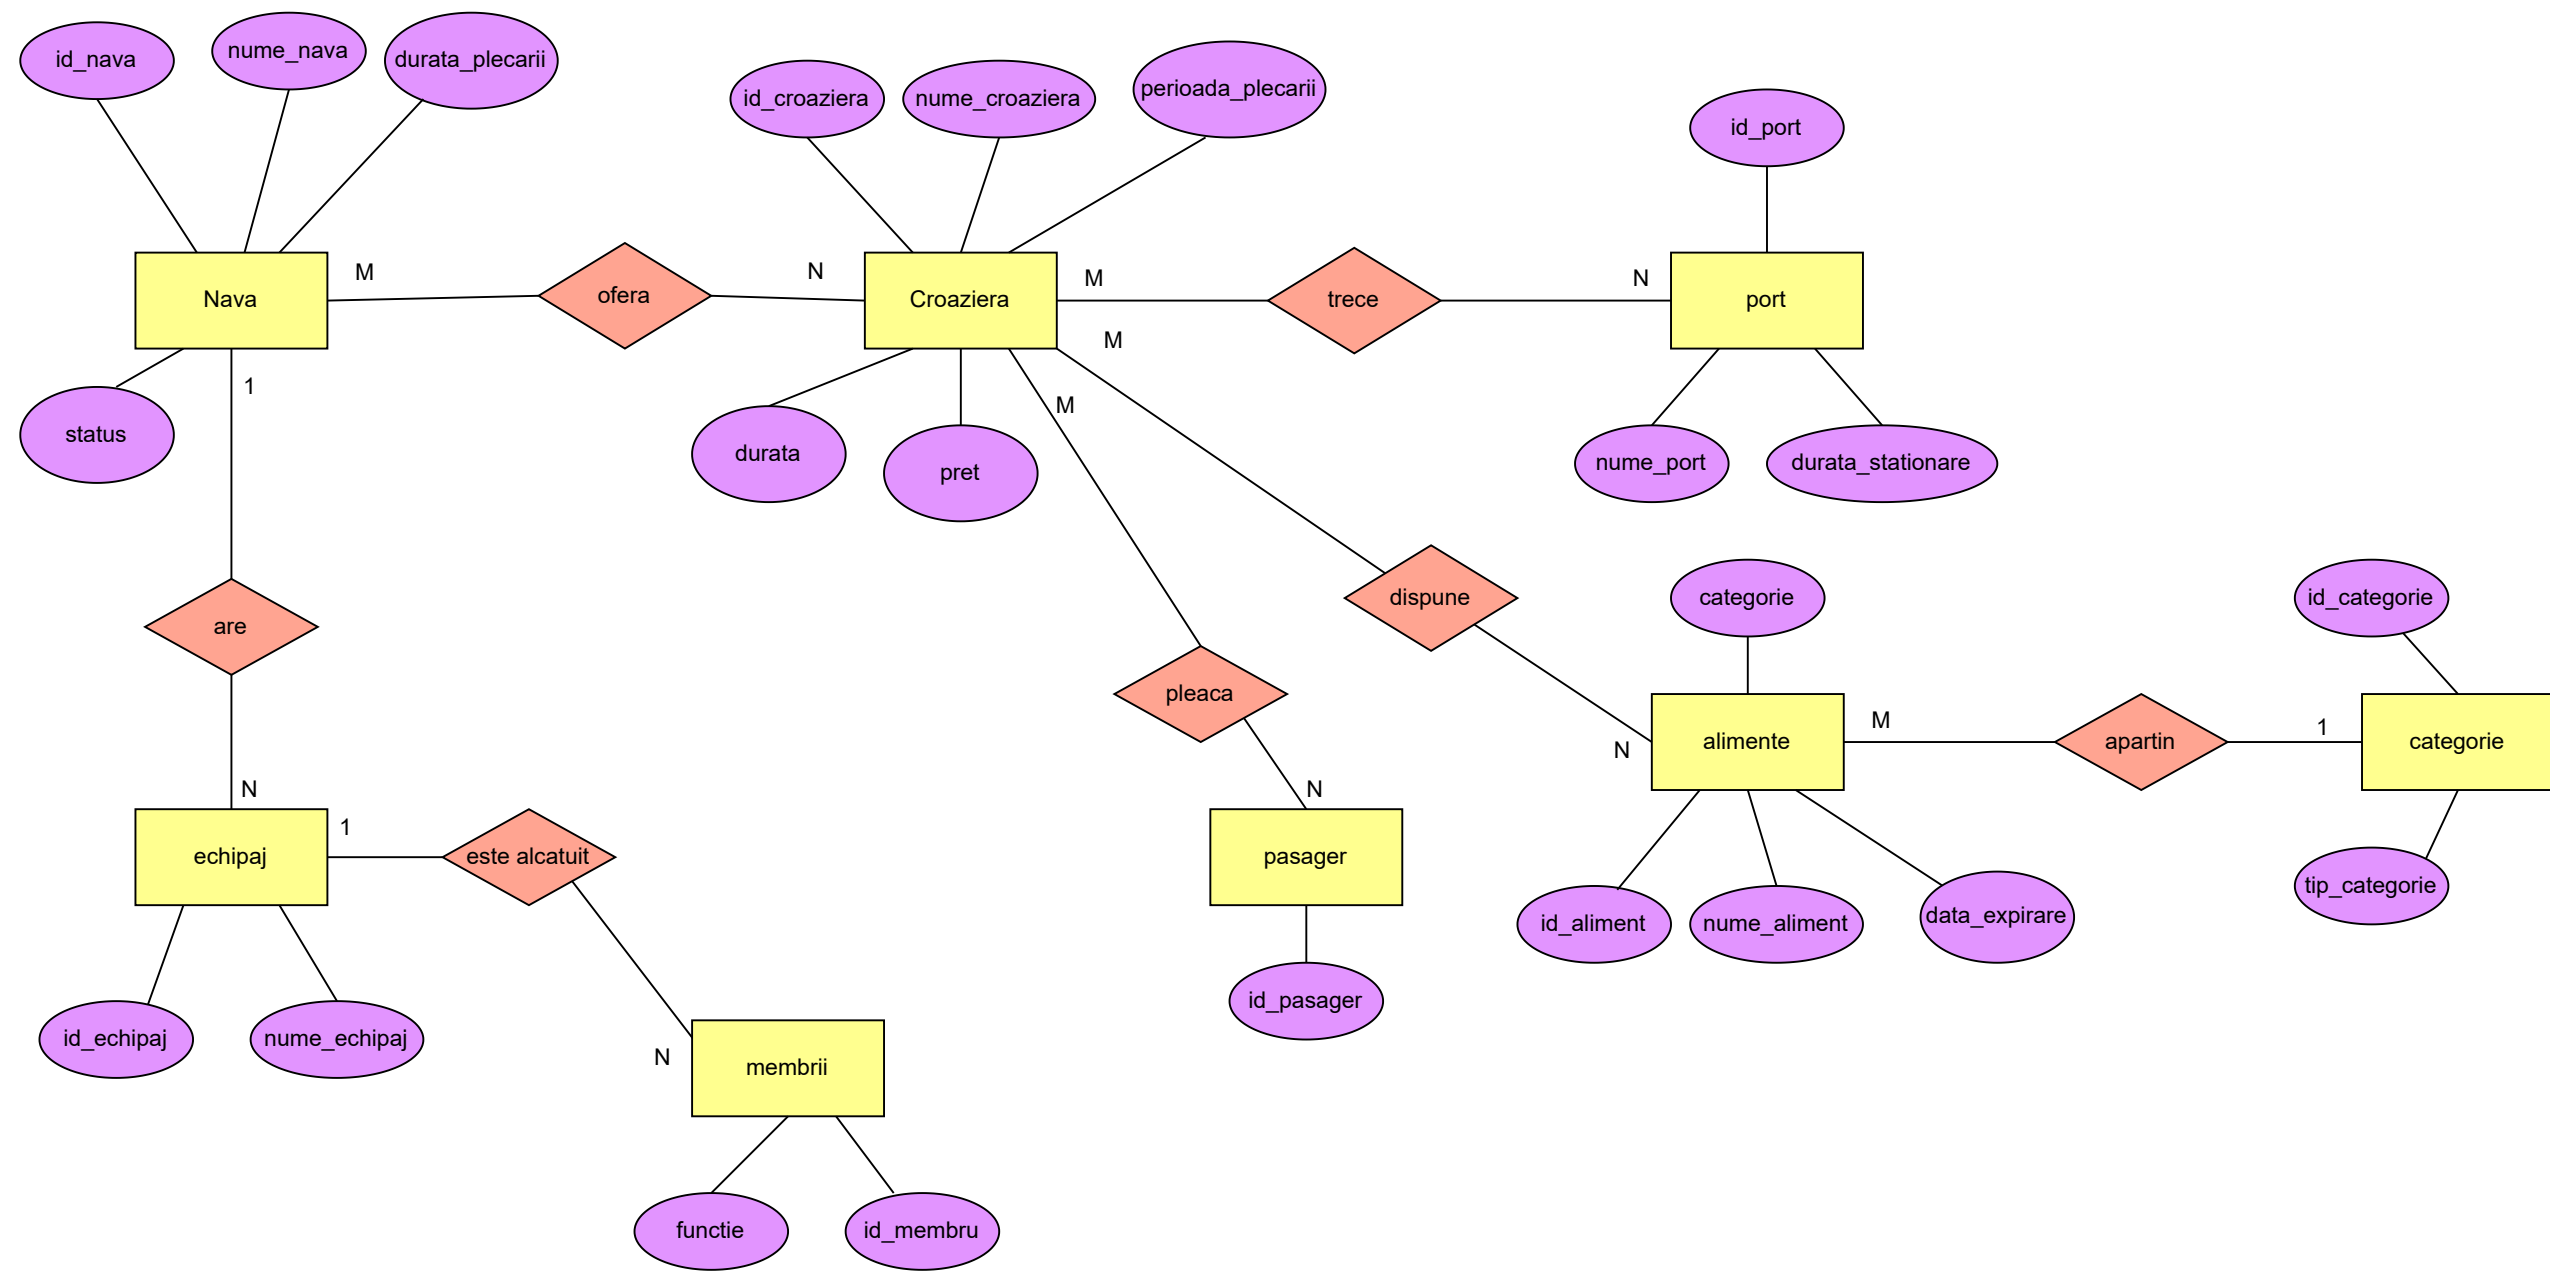 id_nava
nume_nava
durata_plecarii
id_croaziera
nume_croaziera
perioada_plecarii
id_port
Nava
M
ofera
N
Croaziera
M
trece
N
port
M
status
1
durata
pret
M
nume_port
durata_stationare
are
dispune
categorie
id_categorie
pleaca
N
alimente
M
apartin
1
categorie
N
N
echipaj
1
este alcatuit
pasager
id_aliment
nume_aliment
data_expirare
tip_categorie
id_pasager
id_echipaj
nume_echipaj
N
membrii
functie
id_membru